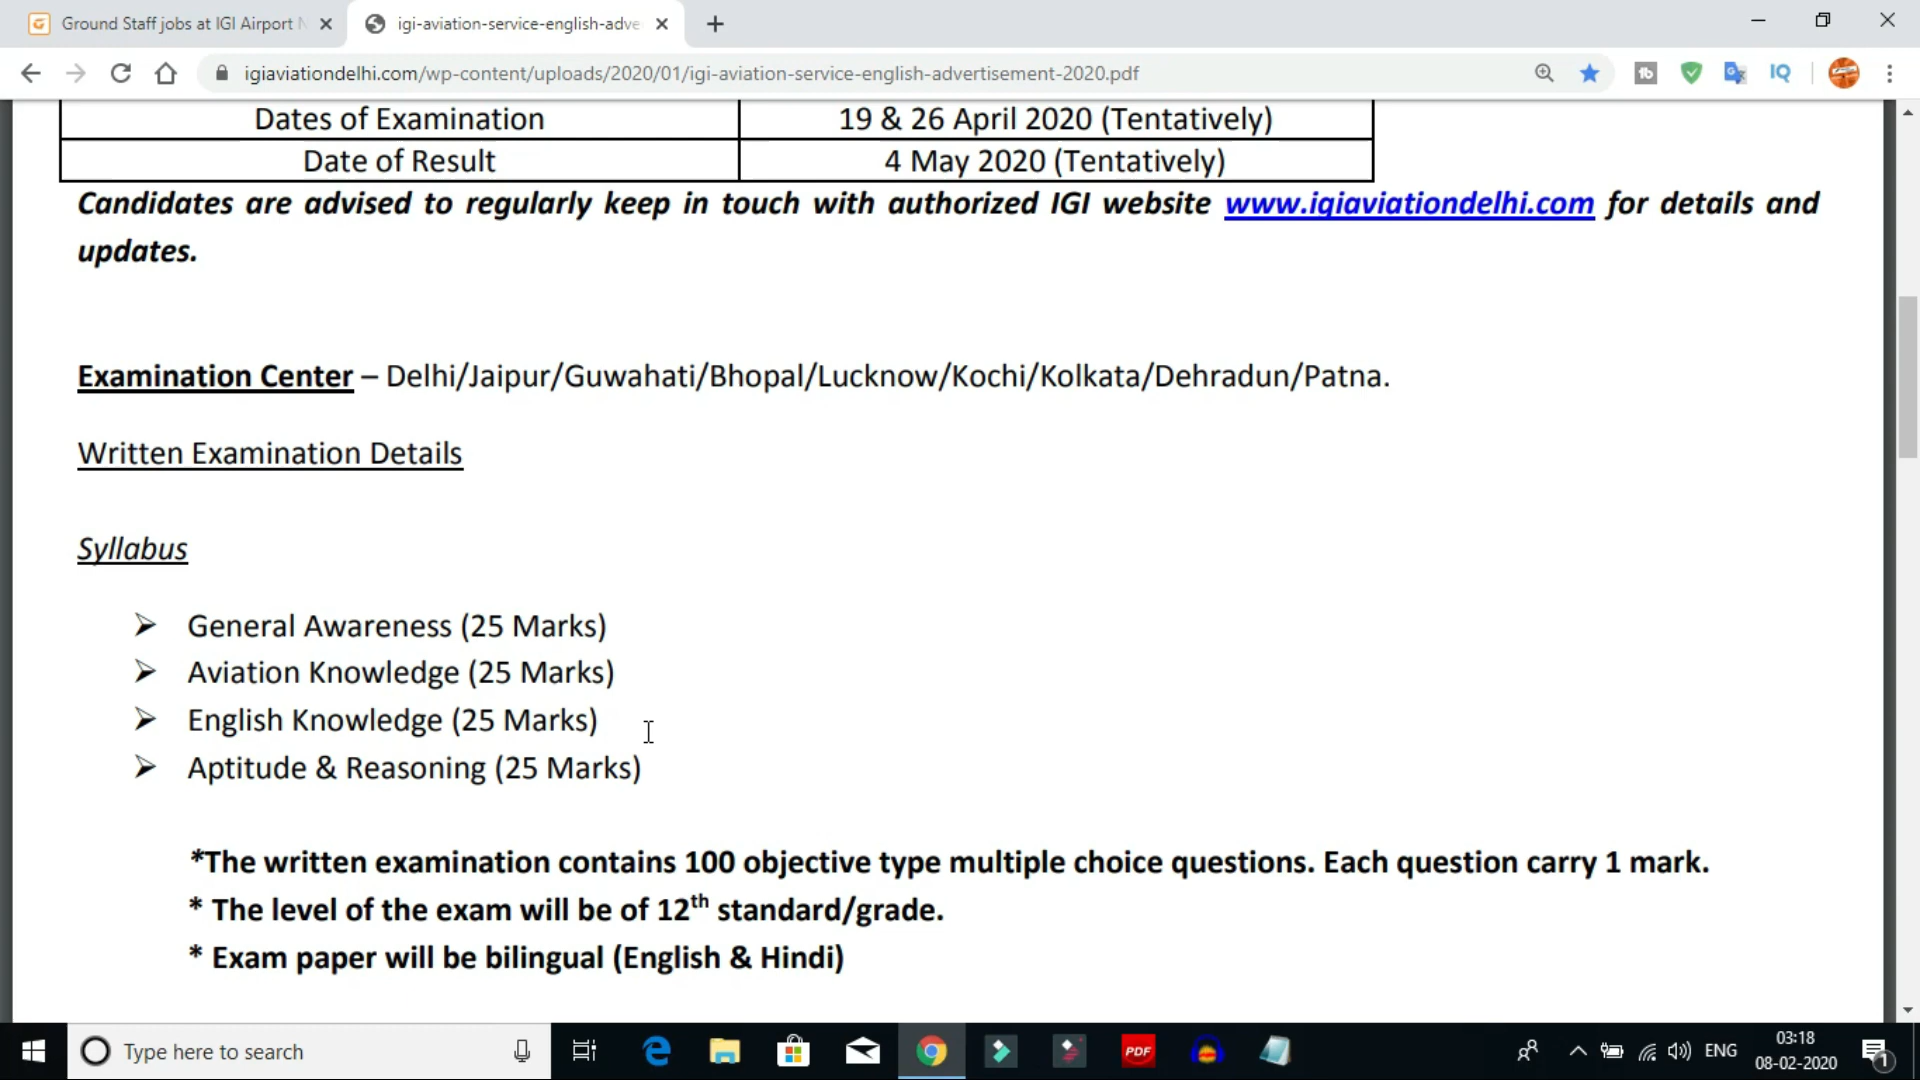 Ground Staff jobs at IGI Airport
igi-aviation-service-english-adve
igiaviationdelhi.com/wp-content/uploads/2020/01/igi-aviation-service-english-advertisement-2020.pdf
Dates of Examination 19 & 26 April 2020 (Tentatively)
Date of Result 4 May 2020 (Tentatively)
Candidates are advised to regularly keep in touch with authorized IGI website www.igiaviationdelhi.com for details and
updates.
Examination Center – Delhi/Jaipur/Guwahati/Bhopal/Lucknow/Kochi/Kolkata/Dehradun/Patna.
Written Examination Details
Syllabus
➢ General Awareness (25 Marks)
➢ Aviation Knowledge (25 Marks)
➢ English Knowledge (25 Marks)
➢ Aptitude & Reasoning (25 Marks)
*The written examination contains 100 objective type multiple choice questions. Each question carry 1 mark.
* The level of the exam will be of 12th standard/grade.
* Exam paper will be bilingual (English & Hindi)
Type here to search
PDF
ENG
03:18
08-02-2020
1
tb
IQ